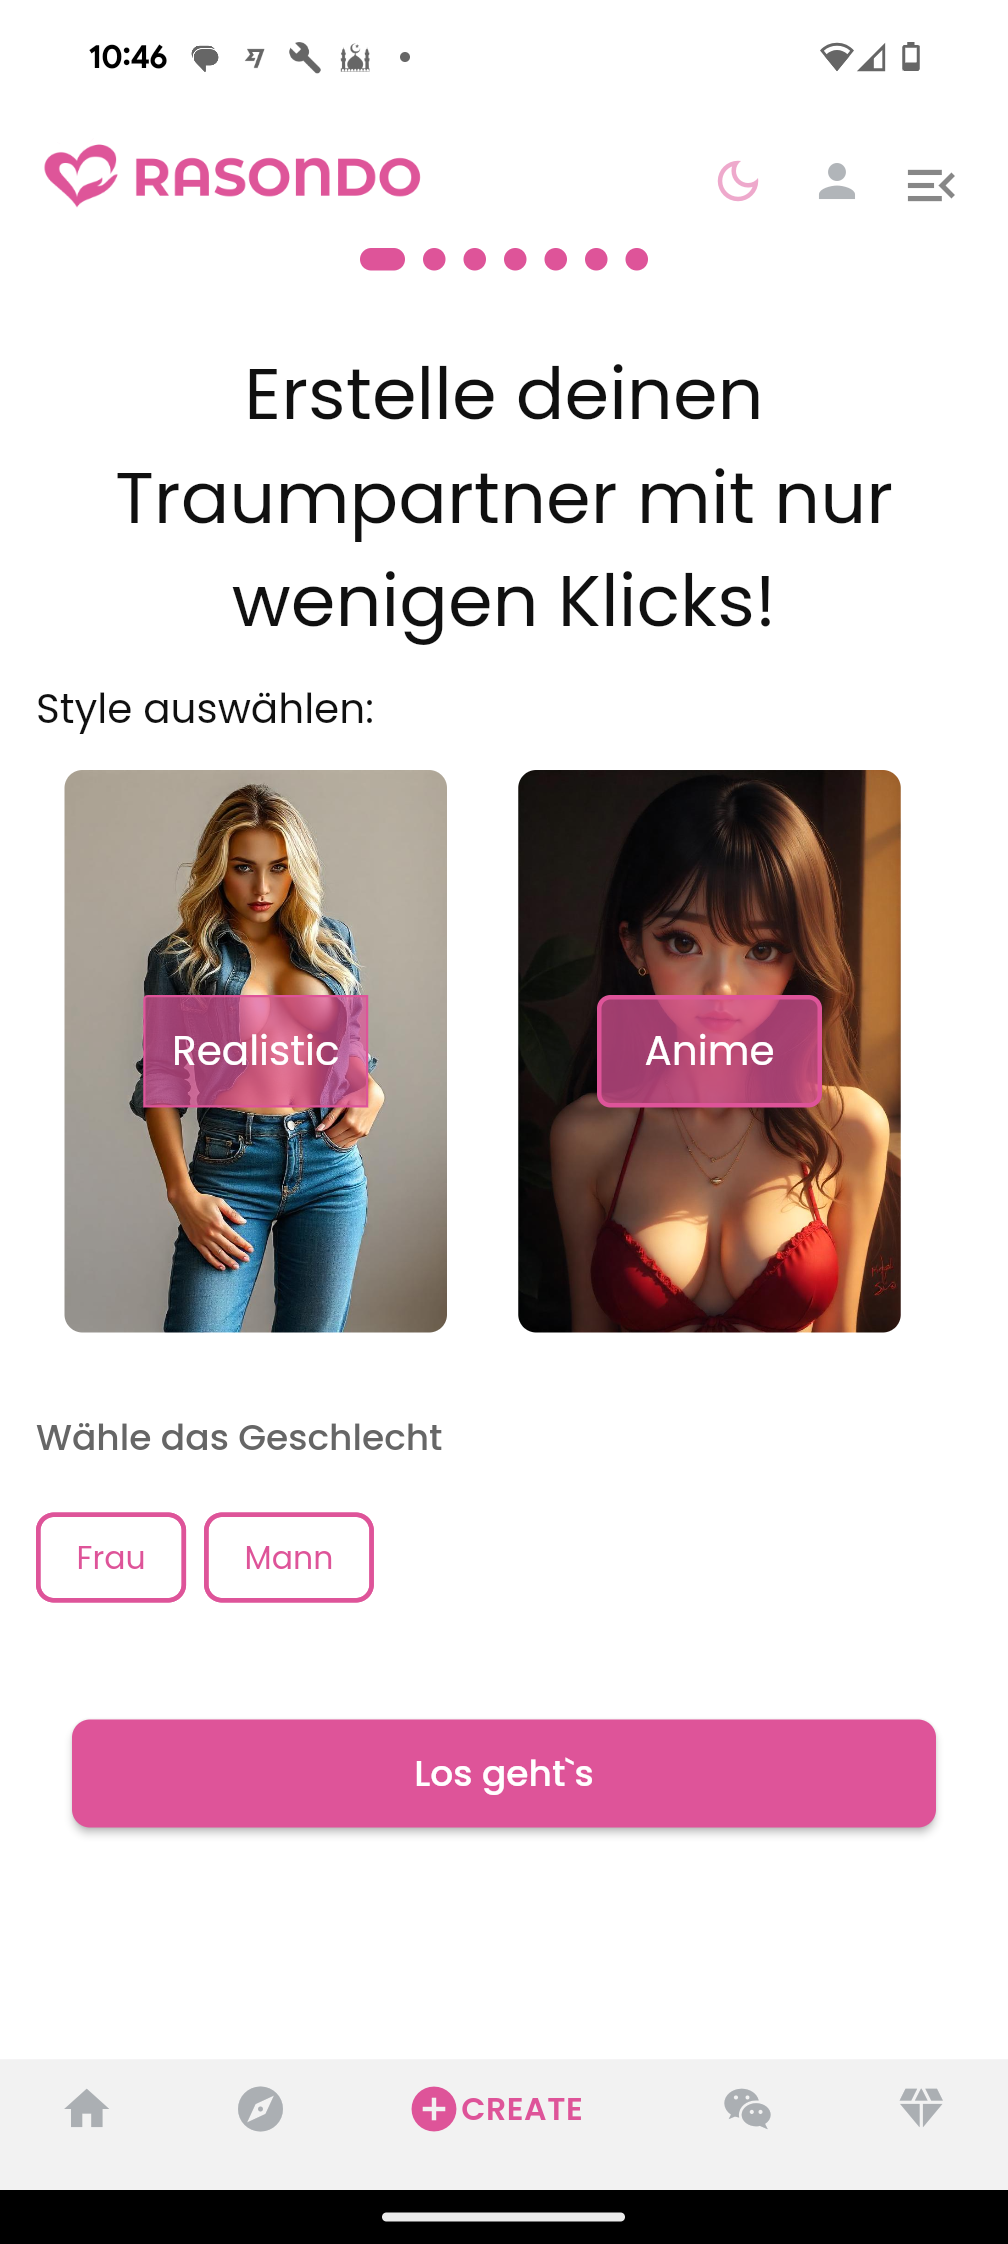 10:46
RASONDO
Erstelle deinen
Traumpartner mit nur
wenigen Klicks!
Style auswählen:
Realistic
Anime
Wähle das Geschlecht
Frau
Mann
Los geht`s
CREATE